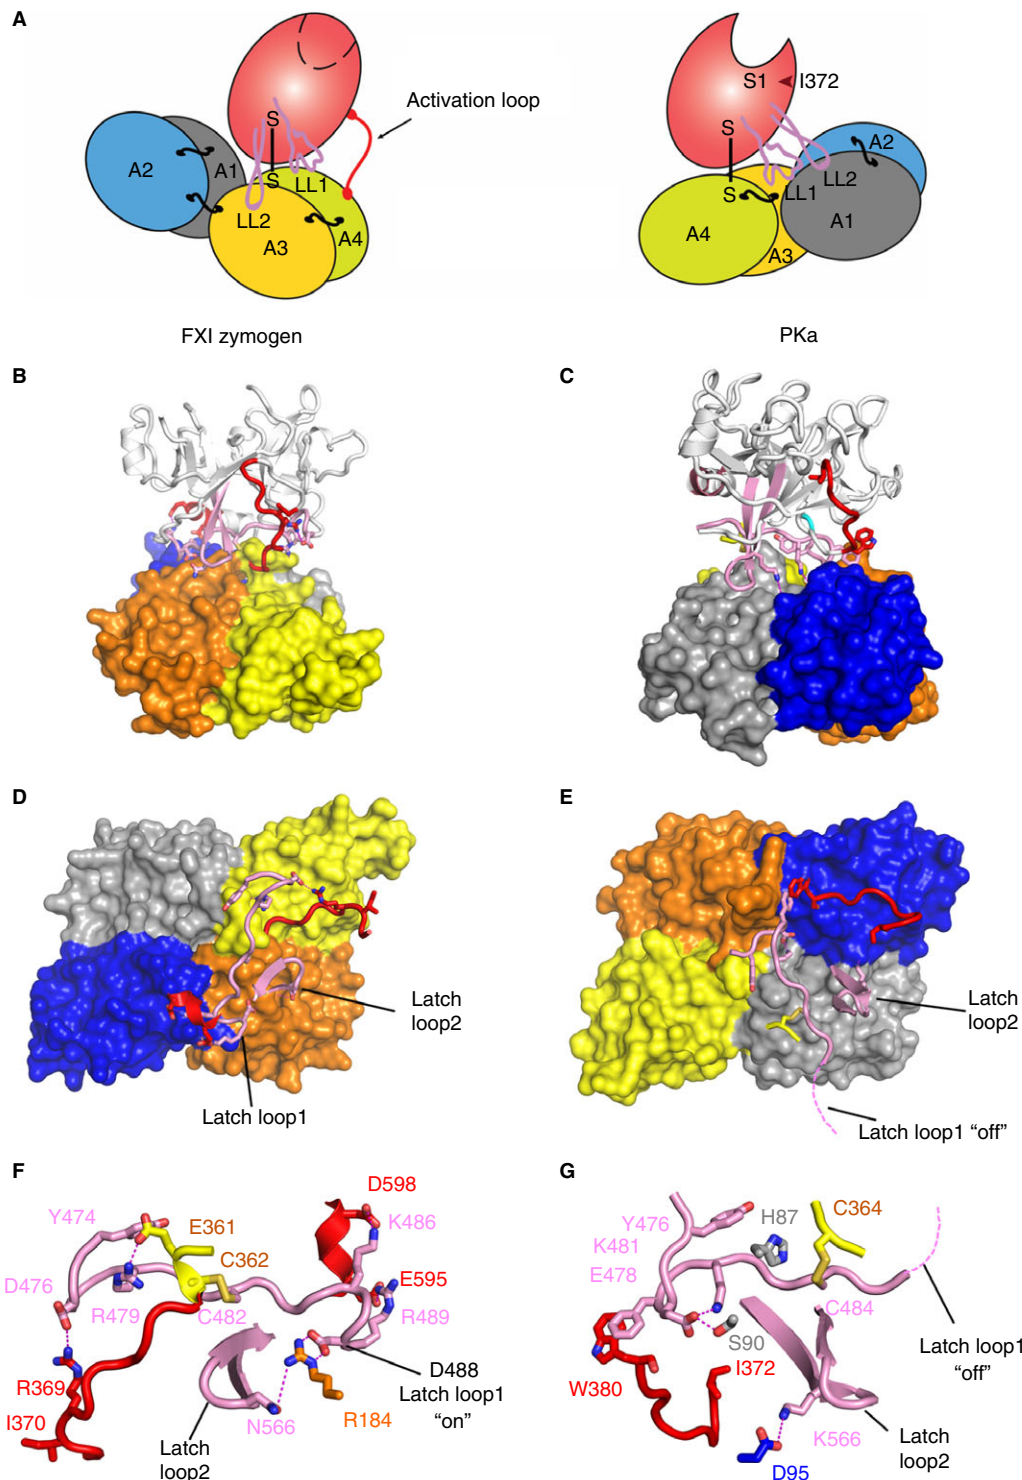 A
S
S
A2
A1
LL1
LL2
A3
A4
Activation loop
S1
I372
S
S
A2
LL2
LL1
A1
A4
A3
FXI zymogen
PKa
B
C
D
Latch
loop2
Latch loop1
E
Latch
loop2
Latch loop1 “off”
F
Y474
E361
C362
D598
K486
D476
R479
C482
E595
R489
R369
I370
D488
Latch loop1
“on”
N566
R184
Latch
loop2
G
Y476
H87
C364
K481
E478
C484
S90
I372
W380
Latch loop1
“off”
K566
D95
Latch
loop2